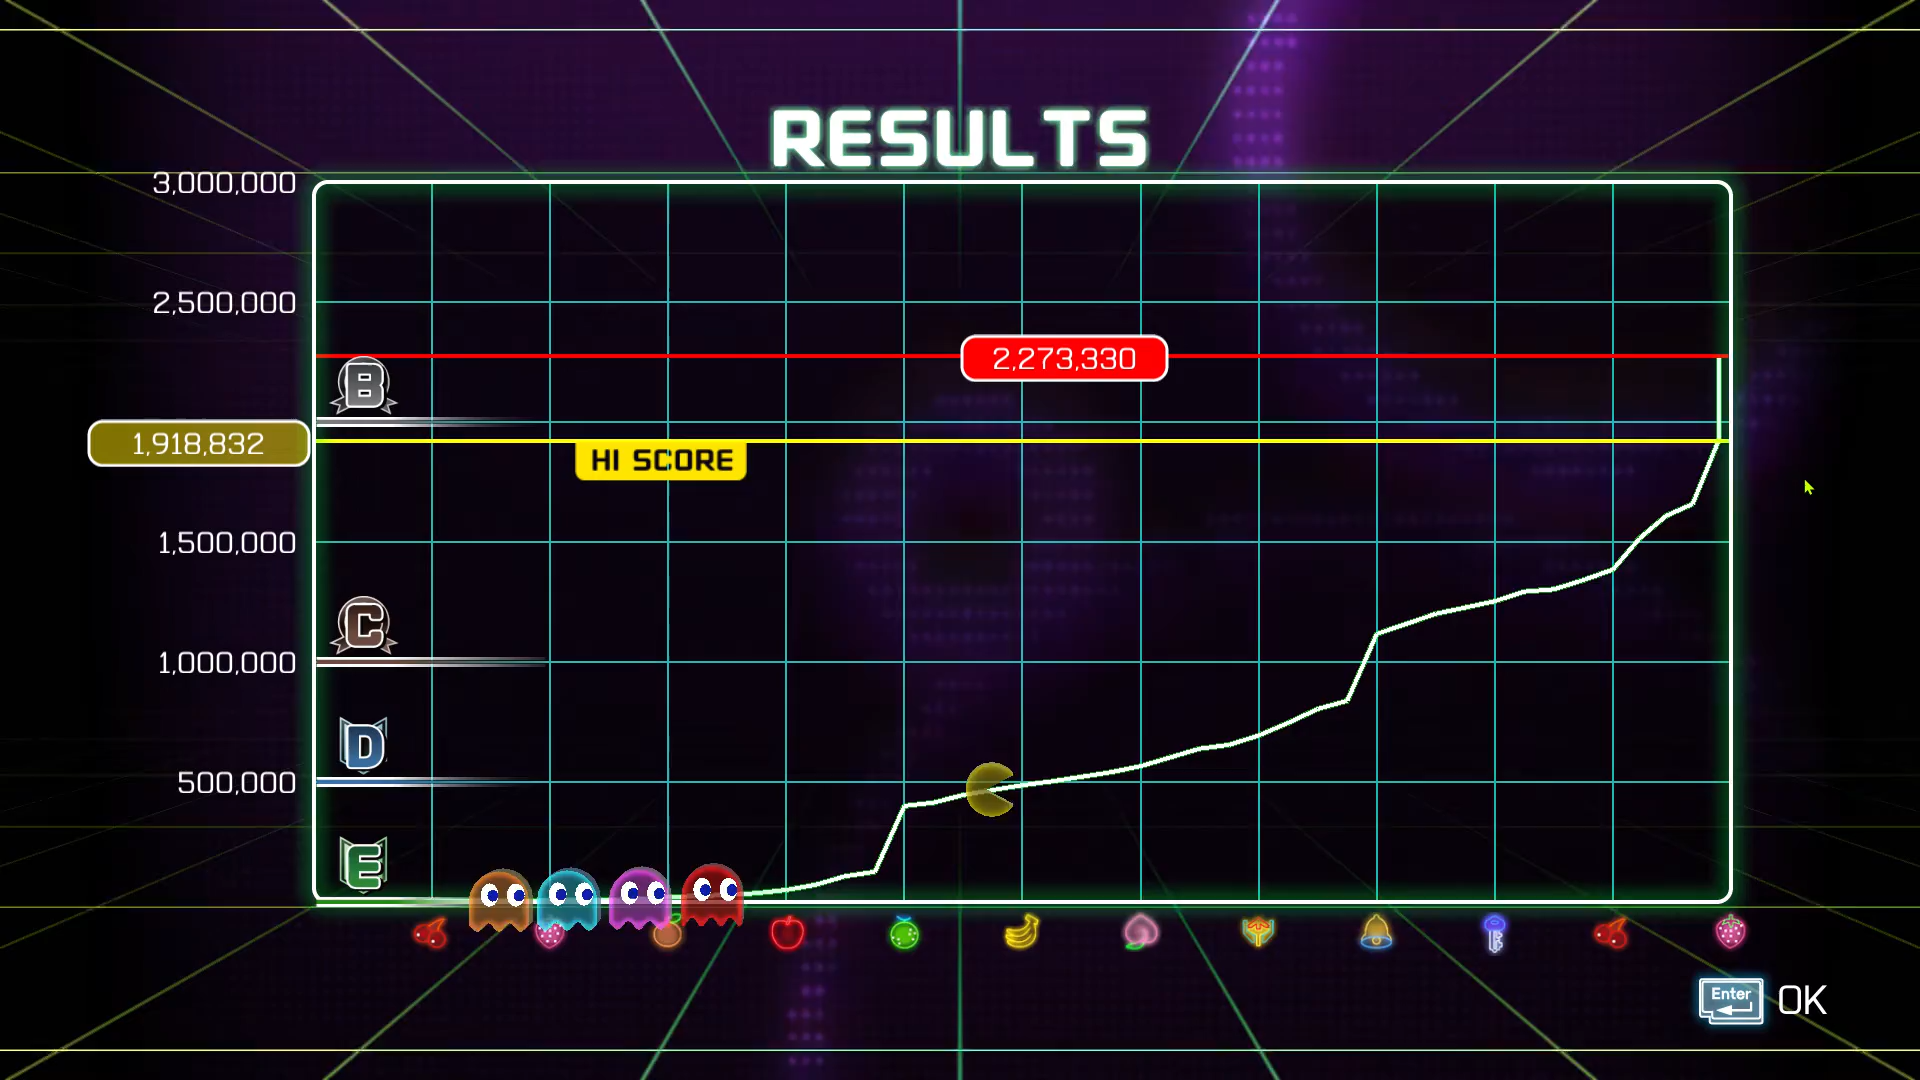 RESULTS
3,000,000
2,500,000
2,273,330
B
1,918,832
HI SCORE
1,500,000
C
1,000,000
D
500,000
E
Enter OK